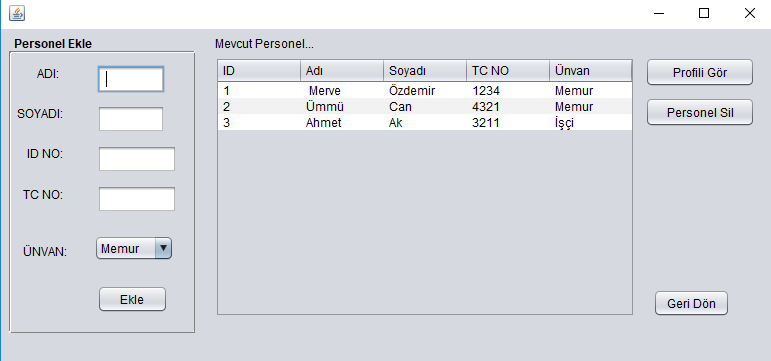 Personel Ekle
ADI:
SOYADI:
ID NO:
TC NO:
ÜNVAN: Memur
Ekle
Mevcut Personel...
ID Adı Soyadı TC NO Ünvan
1 Merve Özdemir 1234 Memur
2 Ümmü Can 4321 Memur
3 Ahmet Ak 3211 İşçi
Profili Gör
Personel Sil
Geri Dön